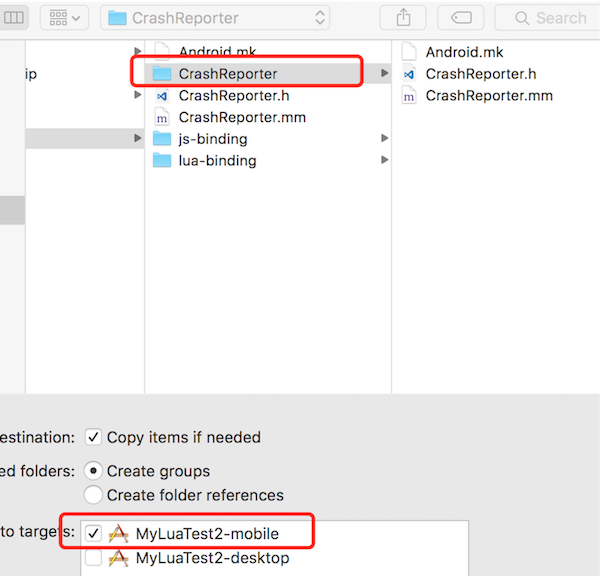 CrashReporter
Search
Android.mk
Android.mk
ip
CrashReporter
CrashReporter.h
CrashReporter.h
CrashReporter.mm
CrashReporter.mm
js-binding
lua-binding
estination:
Copy items if needed
ed folders:
Create groups
Create folder references
to targets:
MyLuaTest2-mobile
MyLuaTest2-desktop